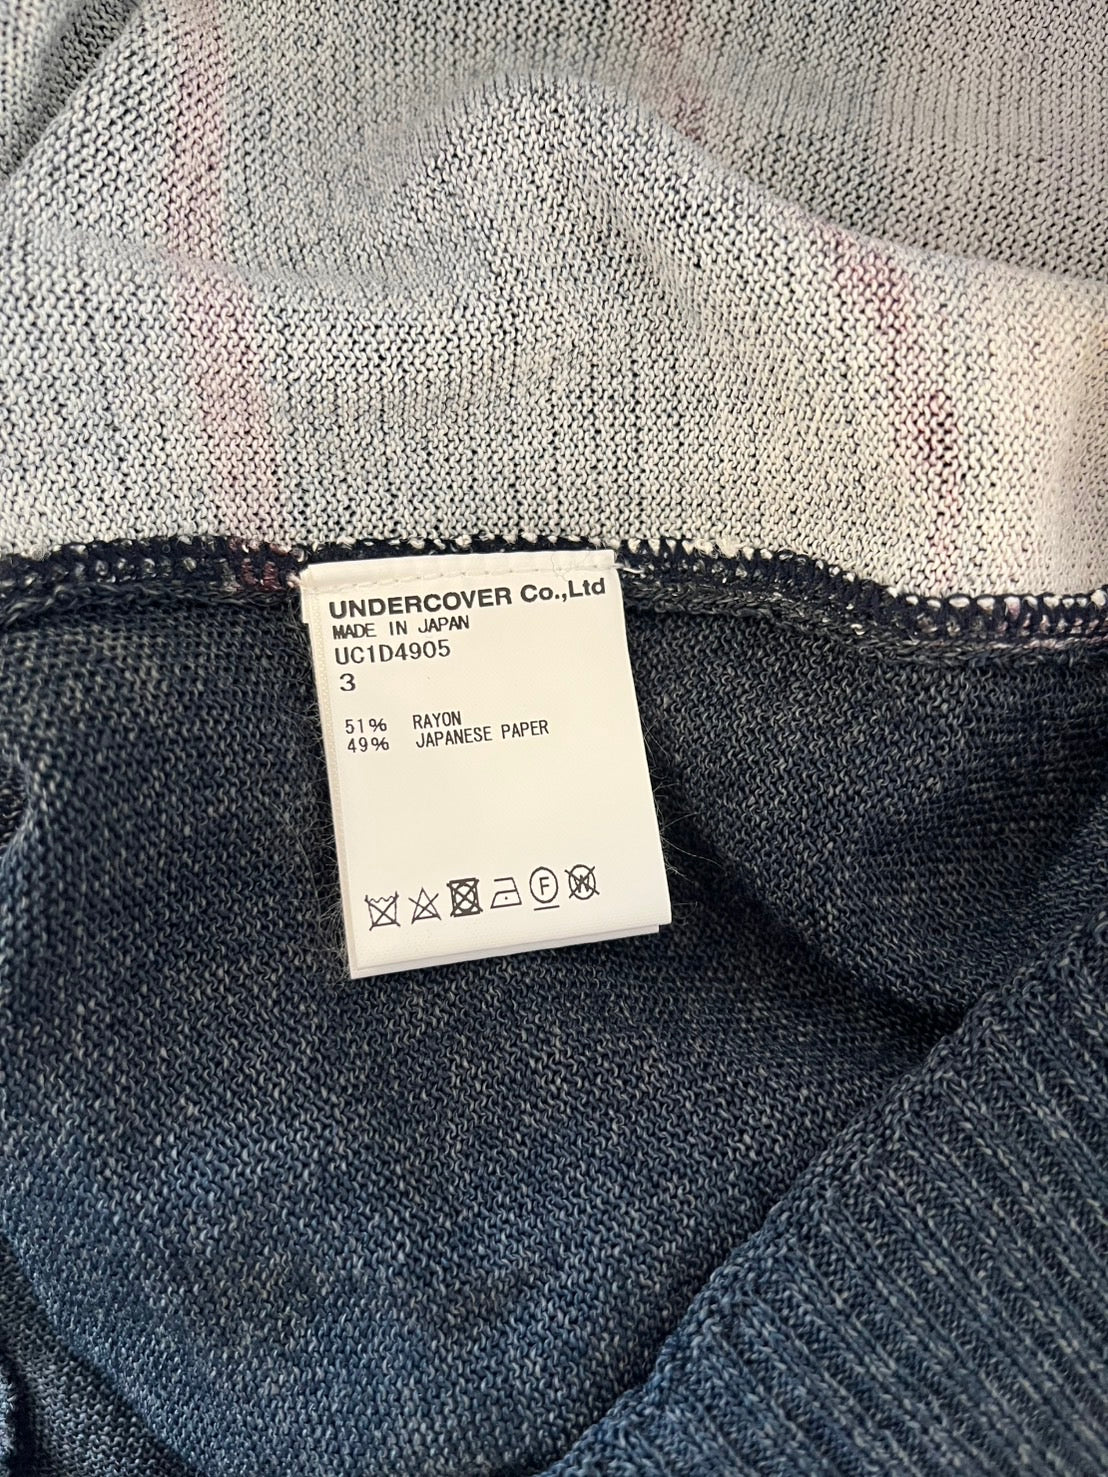 UNDERCOVER Co.,Ltd
MADE IN JAPAN
UC1D4905
3
51% RAYON
49% JAPANESE PAPER
F
W